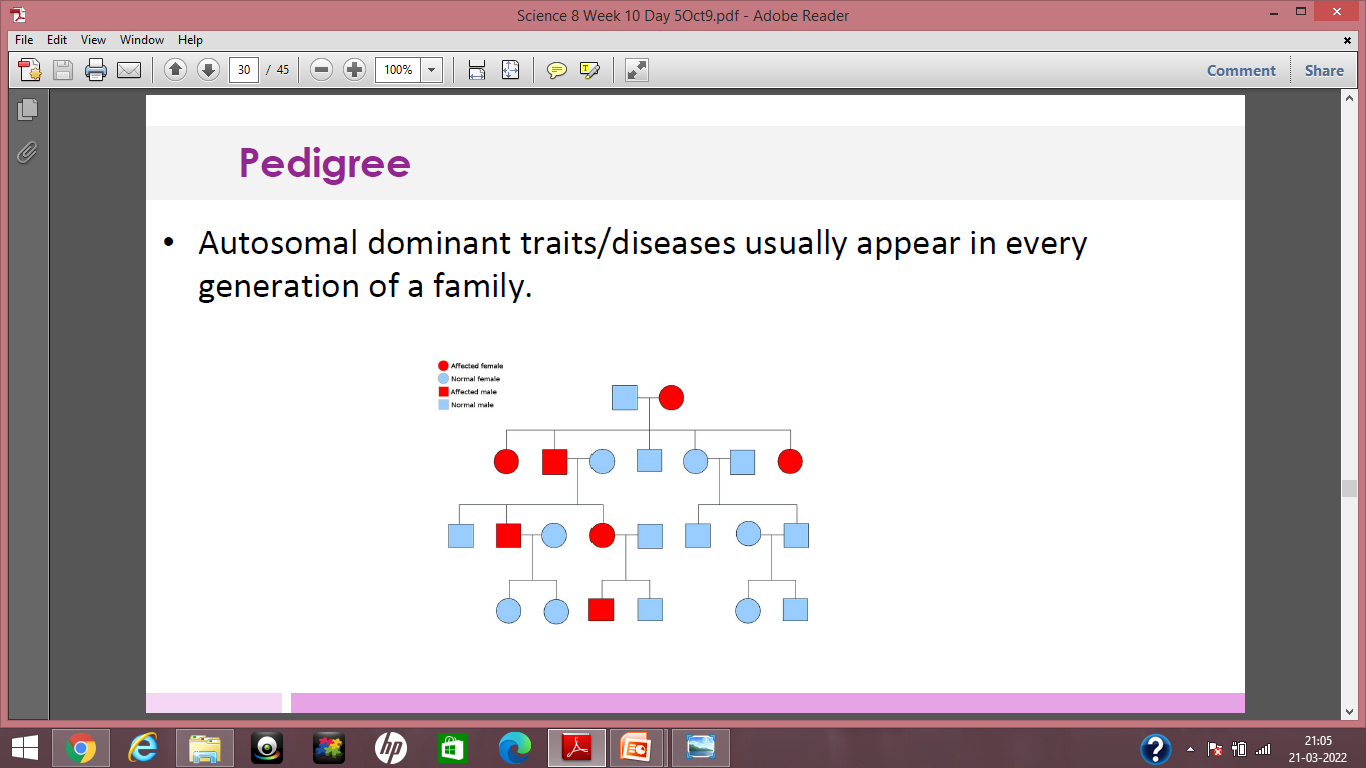 Science 8 Week 10 Day 5Oct9.pdf - Adobe Reader
File Edit View Window Help
30 / 45 100% Comment Share
Pedigree
• Autosomal dominant traits/diseases usually appear in every
generation of a family.
Affected female
Normal female
Affected male
Normal male
21:05
21-03-2022